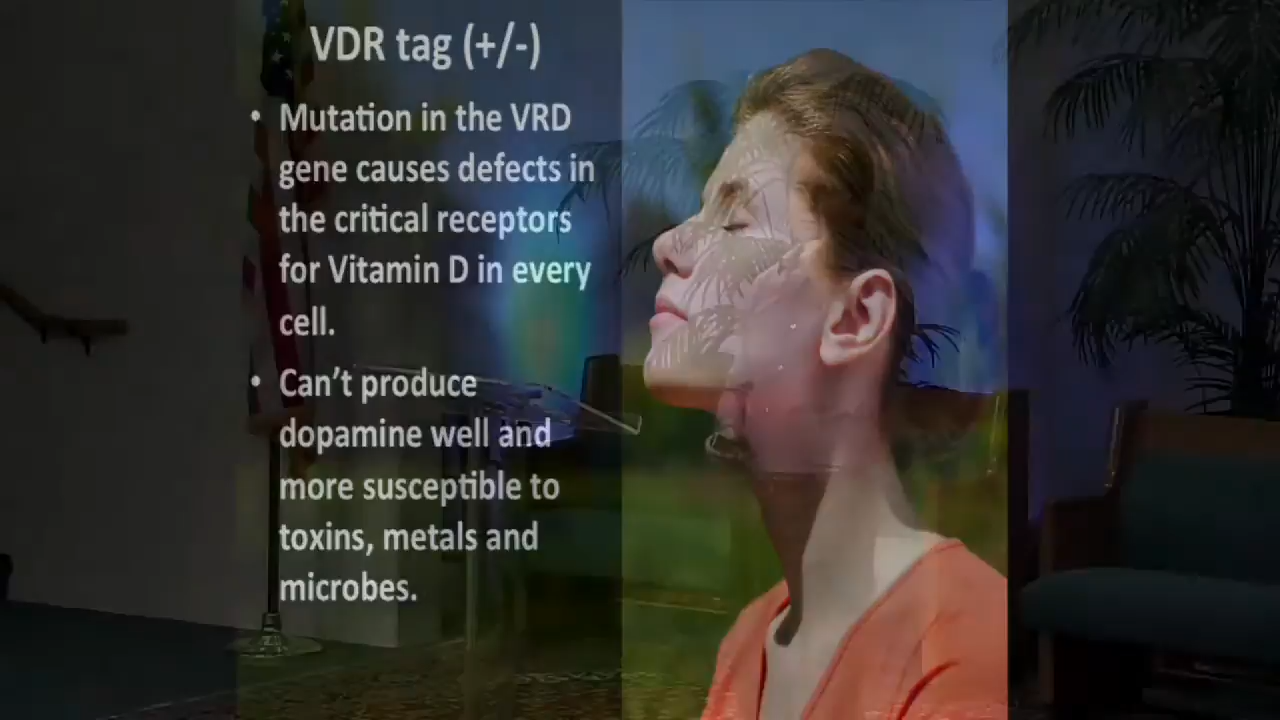 VDR tag (+/-)
• Mutation in the VRD
gene causes defects in
the critical receptors
for Vitamin D in every
cell.
• Can't produce
dopamine well and
more susceptible to
toxins, metals and
microbes.